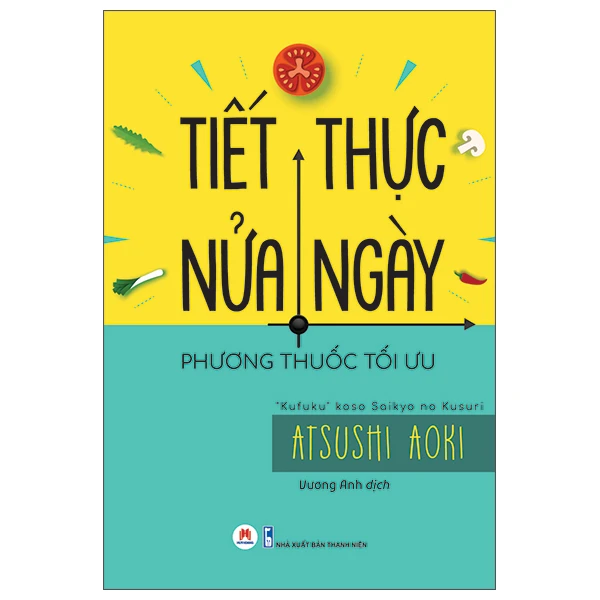 TIẾT THỰC
NỬA NGÀY
PHƯƠNG THUỐC TỐI ƯU
"Kufuku" koso Saikyo no Kusuri
ATSUSHI AOKI
Vương Anh dịch
NHÀ XUẤT BẢN THANH NIÊN